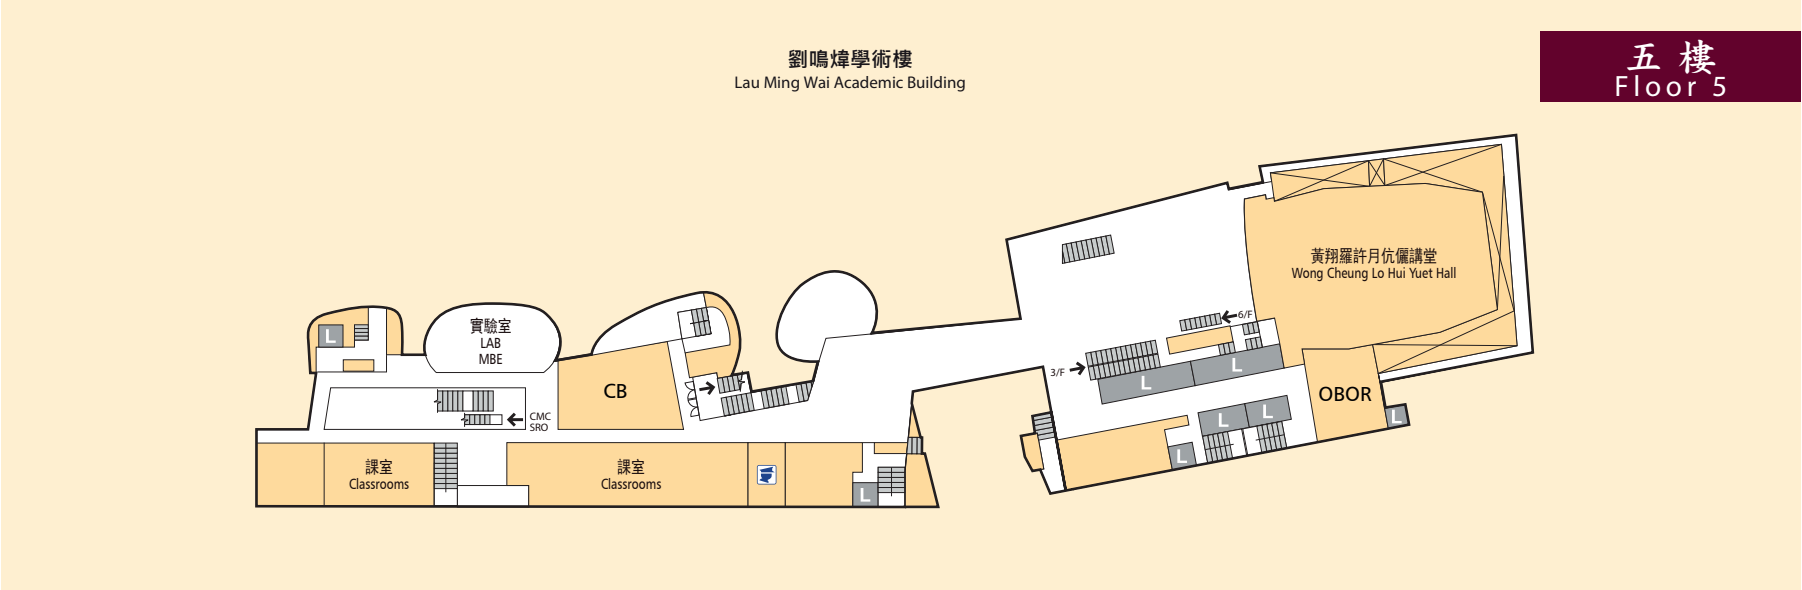 劉鳴煒學術樓
Lau Ming Wai Academic Building
五樓
Floor 5
黃翔羅許月伉儷講堂
Wong Cheung Lo Hui Yuet Hall
6/F
3/F
L
L
OBOR
L
L
L
L
L
實驗室
LAB
MBE
CB
CMC
SRO
課室
Classrooms
課室
Classrooms
L